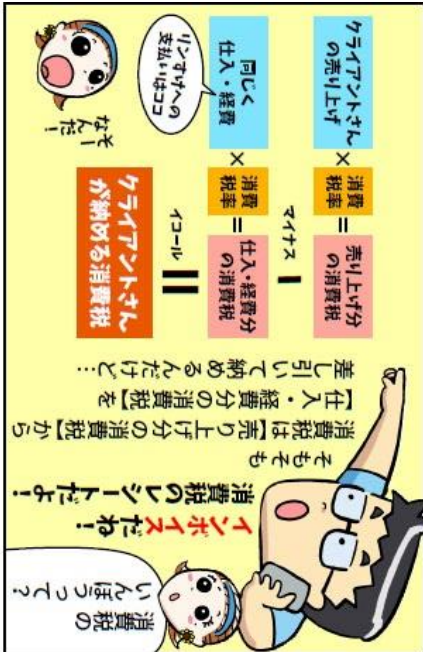 消費税の
いんぼうって？
インボイスだね！
消費税のレシートだよ！
そもそも
消費税は【売り上げ分の消費税】から
【仕入・経費分の消費税】を
差し引いて納めるんだけど…
クライアントさん
の売り上げ
×
消費
税率
=
売り上げ分
の消費税
マイナス
-
同じく
仕入・経費
×
消費
税率
=
仕入・経費分
の消費税
リンすけへの
支払いはココ
イコール
=
クライアントさん
が納める消費税
そー
なんだ！